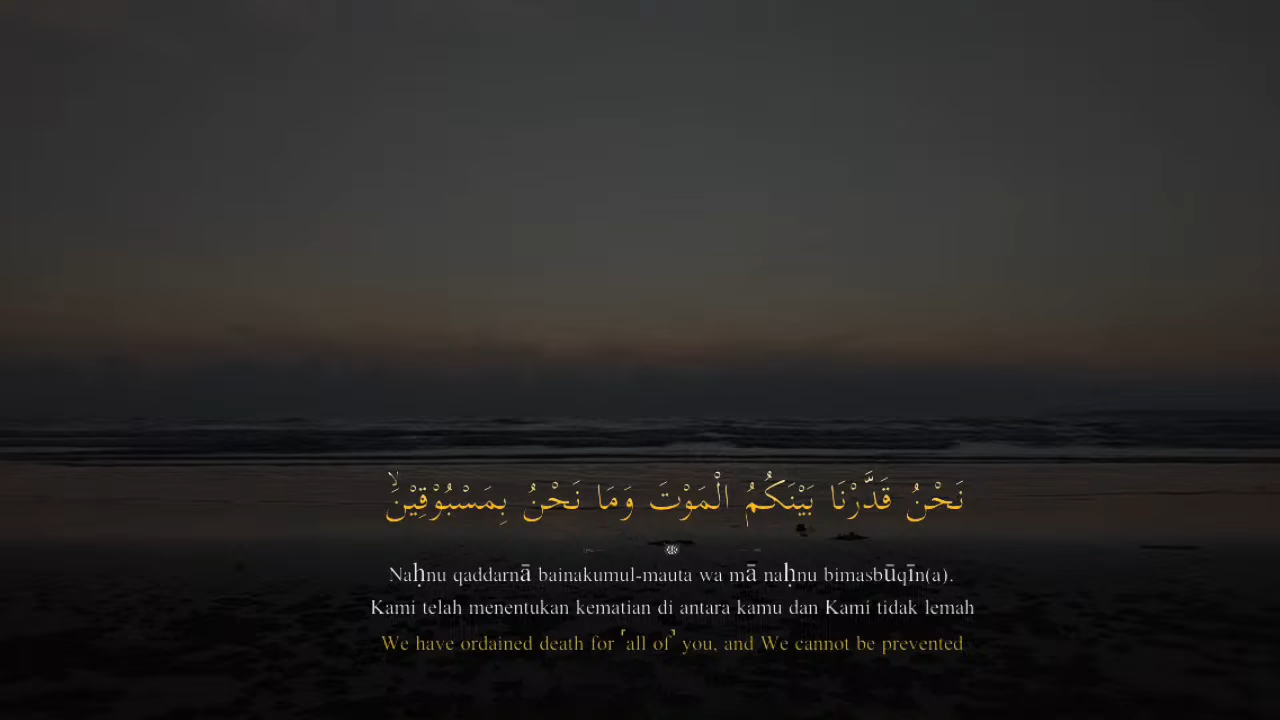 نَحْنُ قَدَّرْنَا بَيْنَكُمُ الْمَوْتَ وَمَا نَحْنُ بِمَسْبُوْقِيْنَۙ
Naḥnu qaddarnā bainakumul-mauta wa mā naḥnu bimasbūqīn(a).
Kami telah menentukan kematian di antara kamu dan Kami tidak lemah
We have ordained death for ˹all of˺ you, and We cannot be prevented